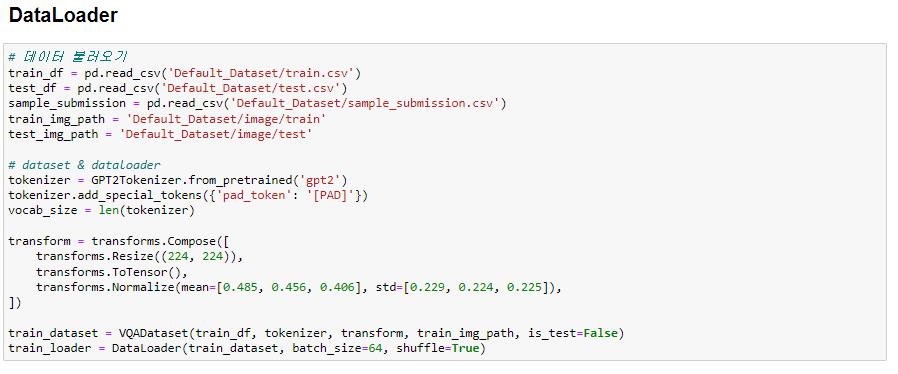 DataLoader
# 데이터 불러오기
train_df = pd.read_csv('Default_Dataset/train.csv')
test_df = pd.read_csv('Default_Dataset/test.csv')
sample_submission = pd.read_csv('Default_Dataset/sample_submission.csv')
train_img_path = 'Default_Dataset/image/train'
test_img_path = 'Default_Dataset/image/test'

# dataset & dataloader
tokenizer = GPT2Tokenizer.from_pretrained('gpt2')
tokenizer.add_special_tokens({'pad_token': '[PAD]'})
vocab_size = len(tokenizer)

transform = transforms.Compose([
    transforms.Resize((224, 224)),
    transforms.ToTensor(),
    transforms.Normalize(mean=[0.485, 0.456, 0.406], std=[0.229, 0.224, 0.225]),
])

train_dataset = VQADataset(train_df, tokenizer, transform, train_img_path, is_test=False)
train_loader = DataLoader(train_dataset, batch_size=64, shuffle=True)